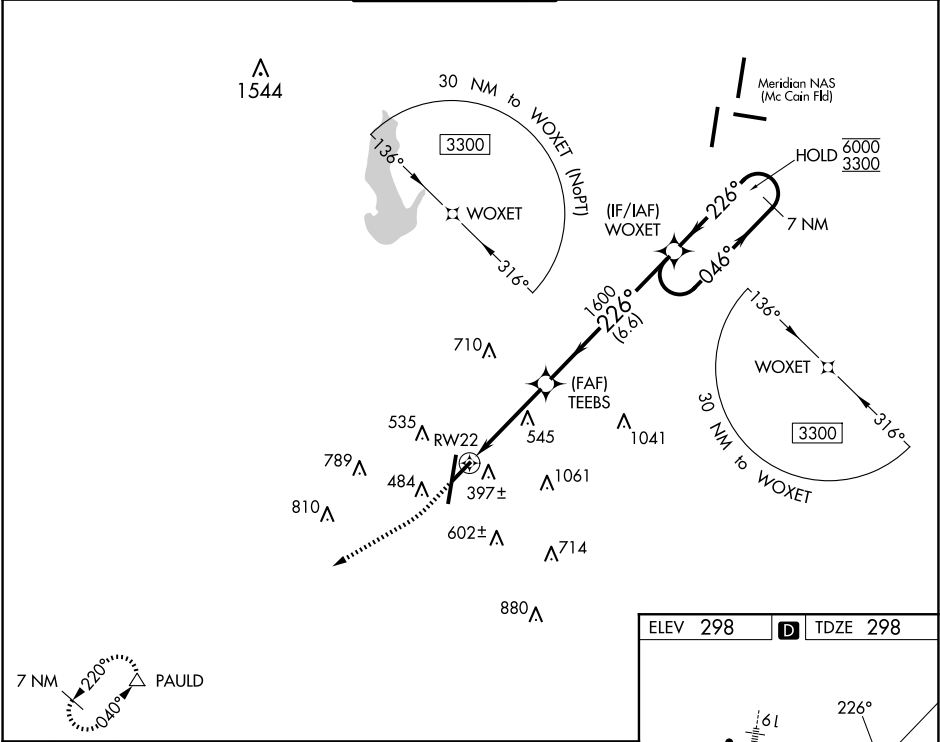 1544
30 NM to WOXET (NoPT)
3300
136°
WOXET
316°
Meridian NAS
(Mc Cain Fld)
HOLD 6000
3300
226°
7 NM
046°
(IF/IAF)
WOXET
1600
226°
(6.6)
136°
WOXET
316°
3300
30 NM to WOXET
710
(FAF)
TEEBS
535
545
1041
RW22
789
484
397±
1061
810
602±
714
880
7 NM
220°
040°
PAULD
ELEV 298
D
TDZE 298
19L
226°